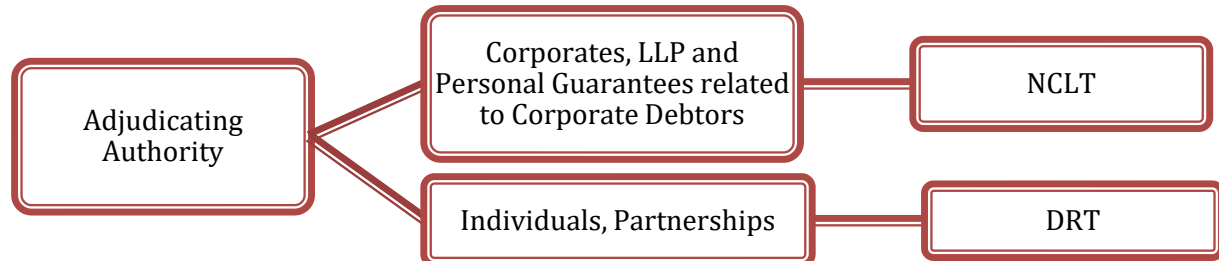 Adjudicating
Authority
Corporates, LLP and
Personal Guarantees related
to Corporate Debtors
NCLT
Individuals, Partnerships
DRT